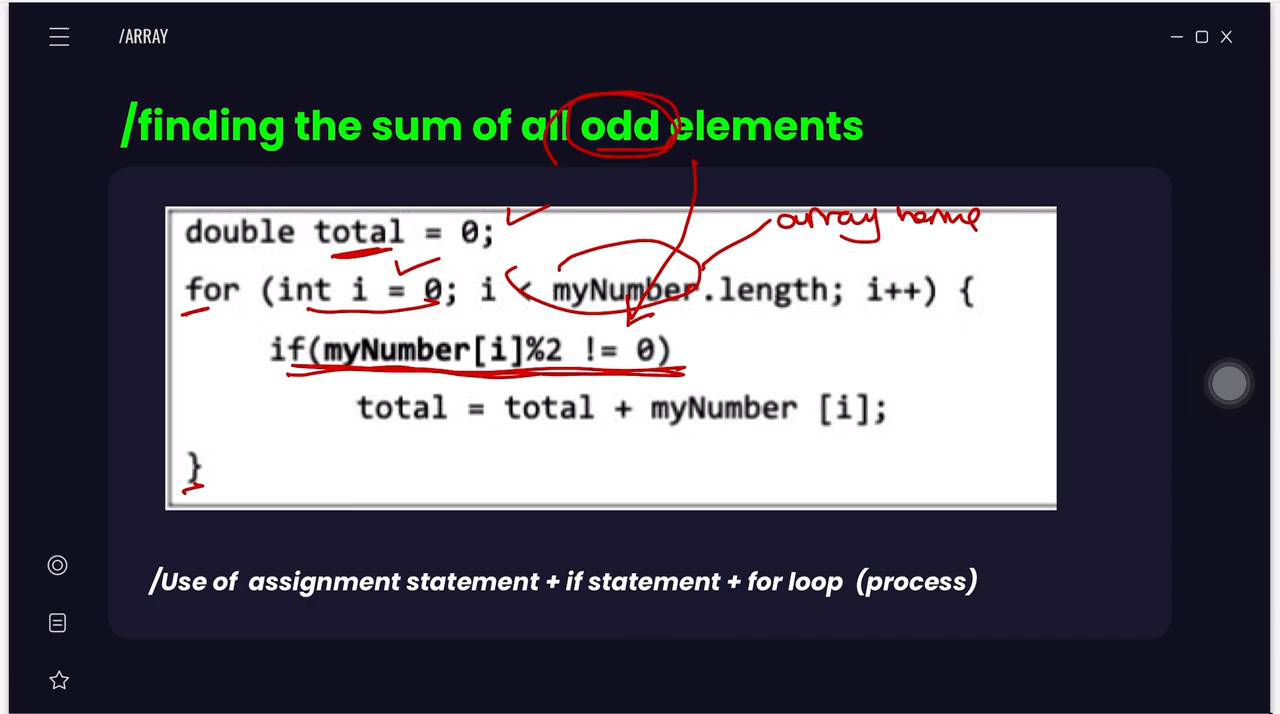 /ARRAY
/finding the sum of all odd elements
double total = 0;
array name
for (int i = 0; i < myNumber.length; i++) {
if(myNumber[i]%2 != 0)
total = total + myNumber [i];
}
/Use of assignment statement + if statement + for loop (process)